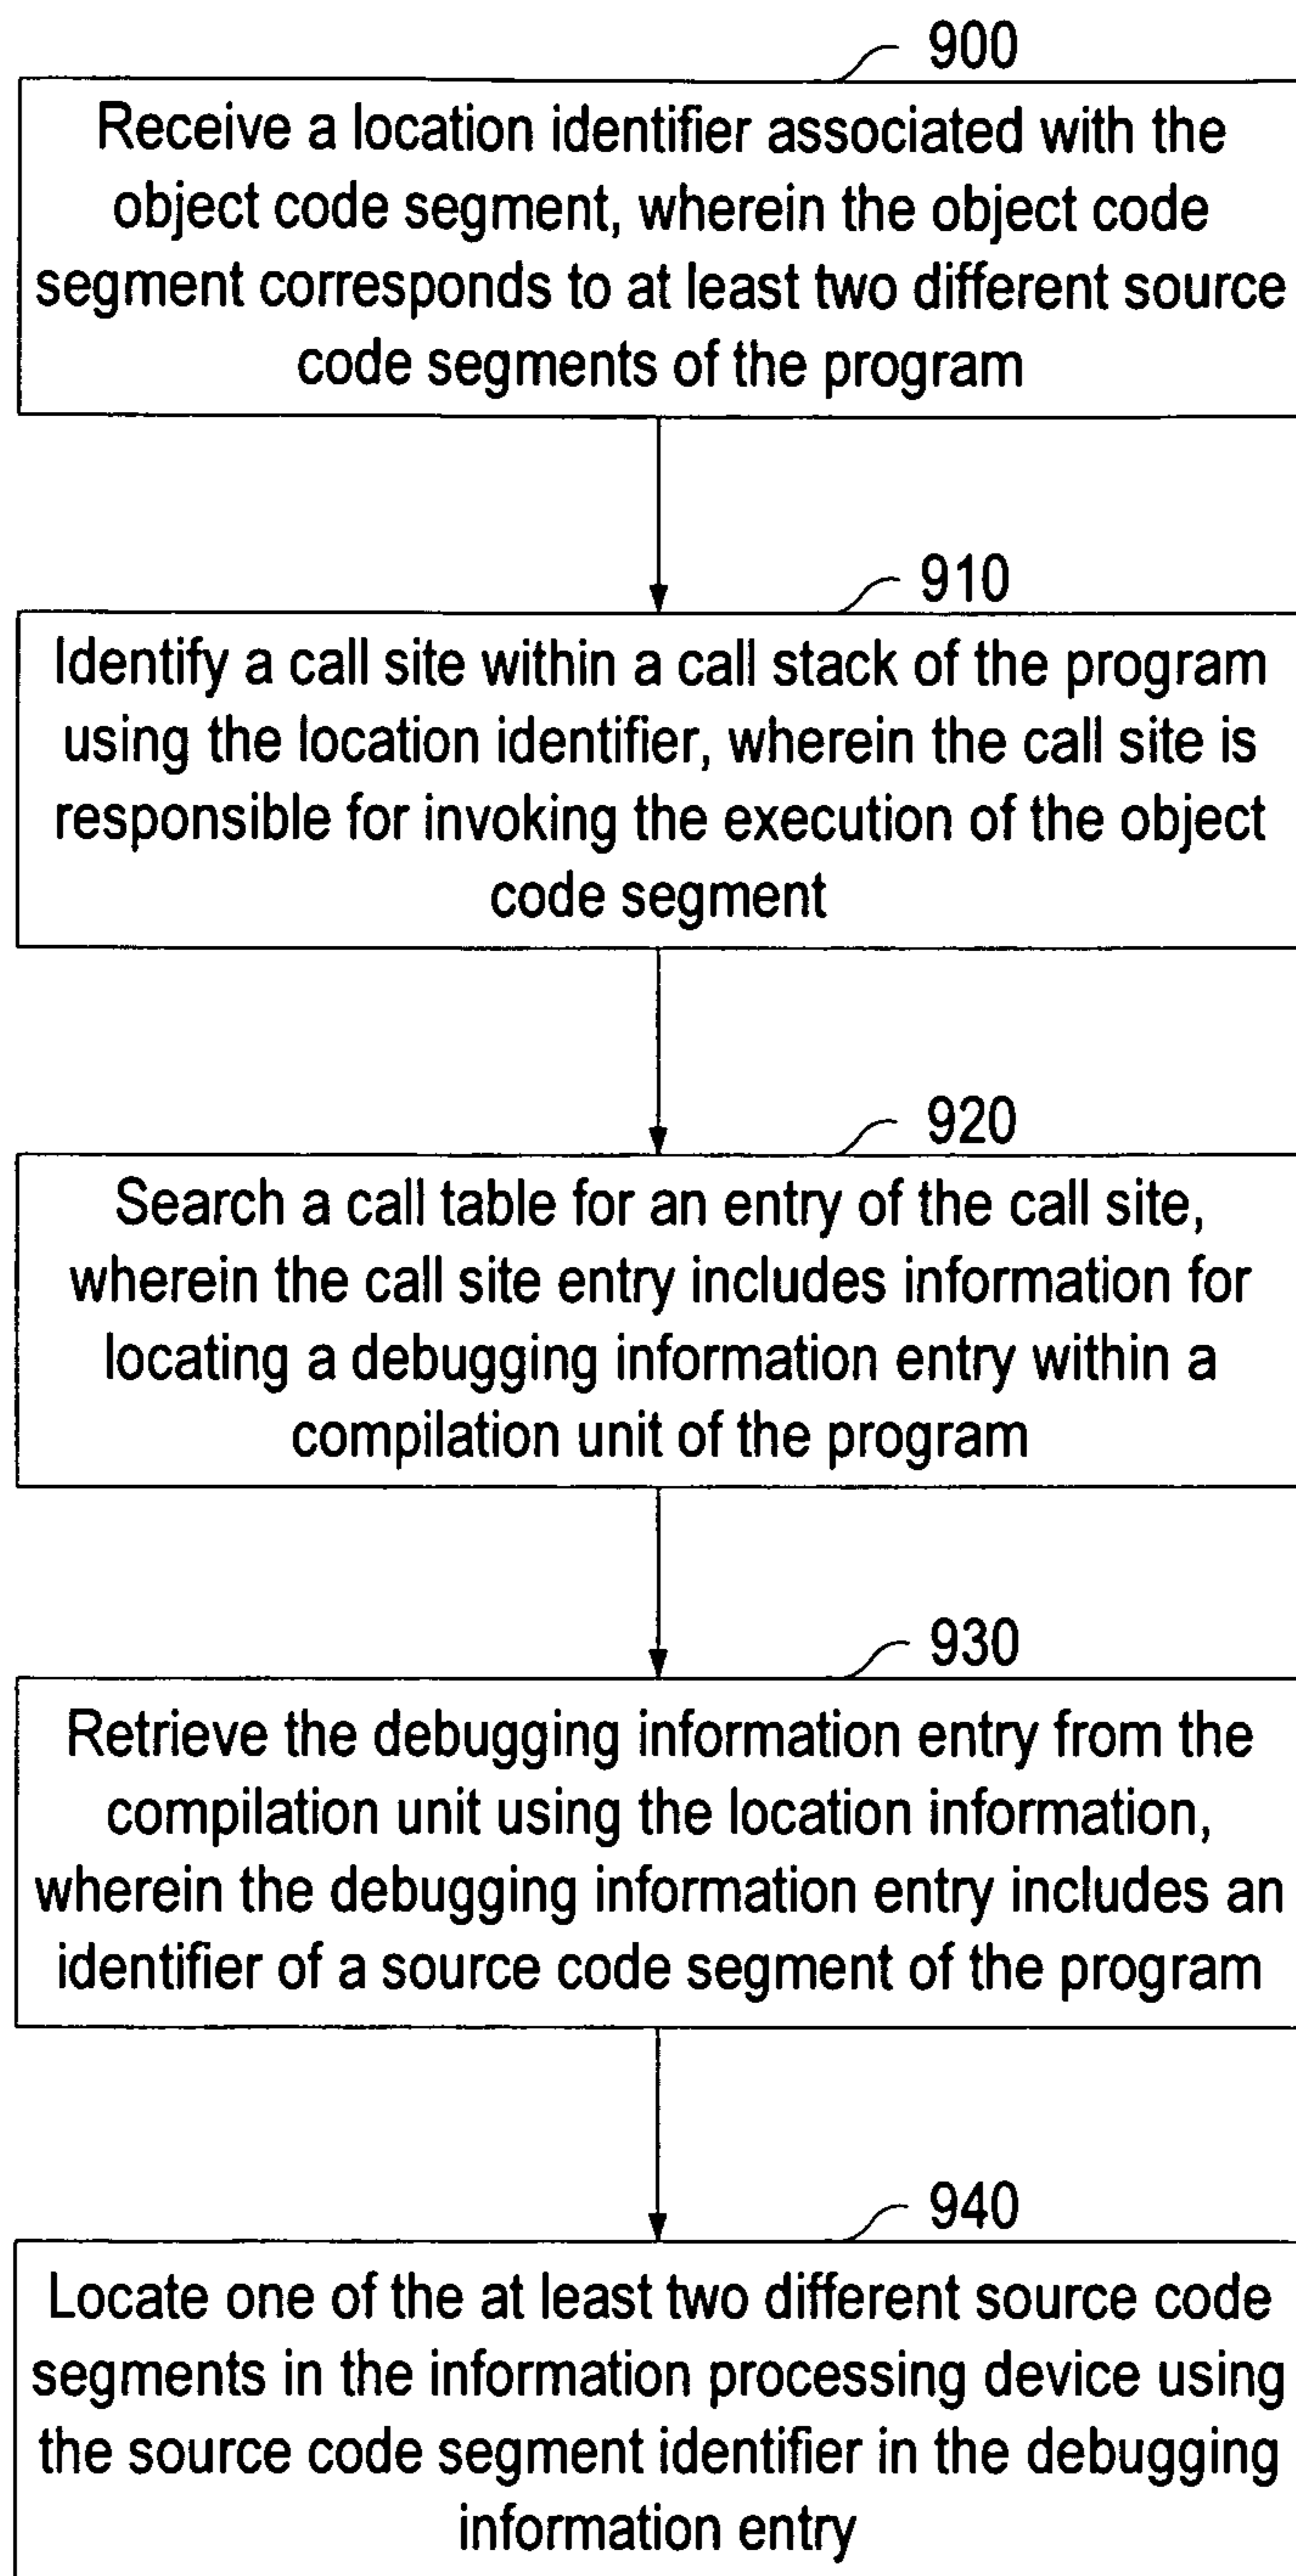 900
Receive a location identifier associated with the
object code segment, wherein the object code
segment corresponds to at least two different source
code segments of the program
910
Identify a call site within a call stack of the program
using the location identifier, wherein the call site is
responsible for invoking the execution of the object
code segment
920
Search a call table for an entry of the call site,
wherein the call site entry includes information for
locating a debugging information entry within a
compilation unit of the program
930
Retrieve the debugging information entry from the
compilation unit using the location information,
wherein the debugging information entry includes an
identifier of a source code segment of the program
940
Locate one of the at least two different source code
segments in the information processing device using
the source code segment identifier in the debugging
information entry